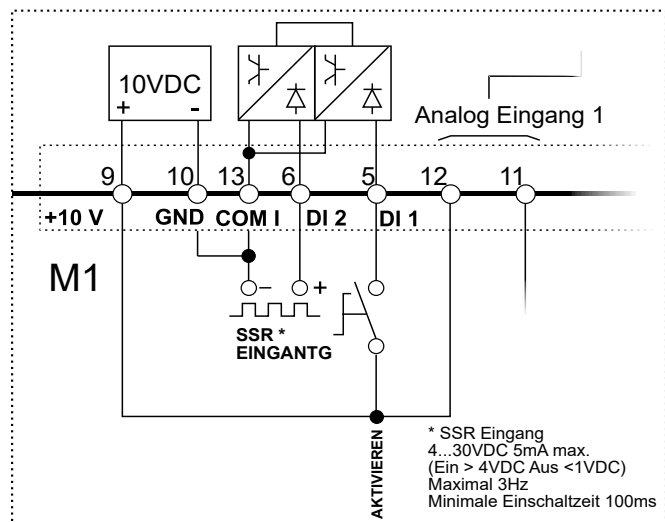 10VDC
+ -
Analog Eingang 1
9 10 13 6 5 12 11
+10 V GND COM I DI 2 DI 1
M1
- +
SSR *
EINGANTG
AKTIVIEREN
* SSR Eingang
4...30VDC 5mA max.
(Ein > 4VDC Aus <1VDC)
Maximal 3Hz
Minimale Einschaltzeit 100ms